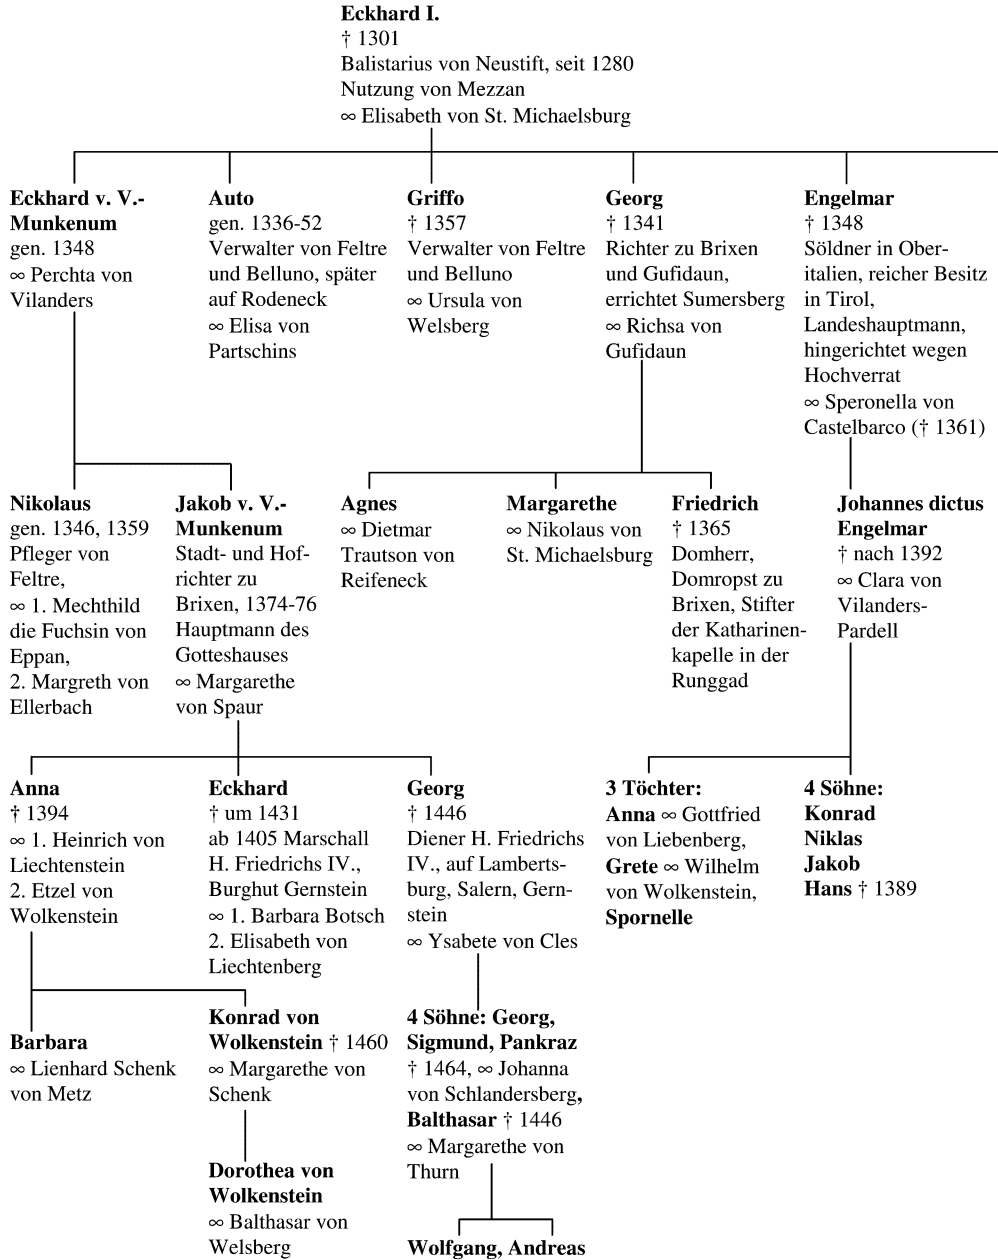 Eckhard I.
† 1301
Balistarius von Neustift, seit 1280
Nutzung von Mezzan
∞ Elisabeth von St. Michaelsburg
Eckhard v. V.-
Munkenum
gen. 1348
∞ Perchta von
Vilanders
Auto
gen. 1336-52
Verwalter von Feltre
und Belluno, später
auf Rodeneck
∞ Elisa von
Partschins
Griffo
† 1357
Verwalter von Feltre
und Belluno
∞ Ursula von
Welsberg
Georg
† 1341
Richter zu Brixen
und Gufidaun,
errichtet Sumersberg
∞ Richsa von
Gufidaun
Engelmar
† 1348
Söldner in Ober-
italien, reicher Besitz
in Tirol,
Landeshauptmann,
hingerichtet wegen
Hochverrat
∞ Speronella von
Castelbarco († 1361)
Nikolaus
gen. 1346, 1359
Pfleger von
Feltre,
∞ 1. Mechthild
die Fuchsin von
Eppan,
2. Margreth von
Ellerbach
Jakob v. V.-
Munkenum
Stadt- und Hof-
richter zu
Brixen, 1374-76
Hauptmann des
Gotteshauses
∞ Margarethe
von Spaur
Agnes
∞ Dietmar
Trautson von
Reifeneck
Margarethe
∞ Nikolaus von
St. Michaelsburg
Friedrich
† 1365
Domherr,
Domropst zu
Brixen, Stifter
der Katharinen-
kapelle in der
Runggad
Johannes dictus
Engelmar
† nach 1392
∞ Clara von
Vilanders-
Pardell
Anna
† 1394
∞ 1. Heinrich von
Liechtenstein
2. Etzel von
Wolkenstein
Eckhard
† um 1431
ab 1405 Marschall
H. Friedrichs IV.,
Burghut Gernstein
∞ 1. Barbara Botsch
2. Elisabeth von
Liechtenberg
Georg
† 1446
Diener H. Friedrichs
IV., auf Lamberts-
burg, Salern, Gern-
stein
∞ Ysabete von Cles
3 Töchter:
Anna ∞ Gottfried
von Liebenberg,
Grete ∞ Wilhelm
von Wolkenstein,
Spornelle
4 Söhne:
Konrad
Niklas
Jakob
Hans † 1389
Barbara
∞ Lienhard Schenk
von Metz
Konrad von
Wolkenstein † 1460
∞ Margarethe von
Schenk
4 Söhne: Georg,
Sigmund, Pankraz
† 1464, ∞ Johanna
von Schlandersberg,
Balthasar † 1446
∞ Margarethe von
Thurn
Dorothea von
Wolkenstein
∞ Balthasar von
Welsberg
Wolfgang, Andreas